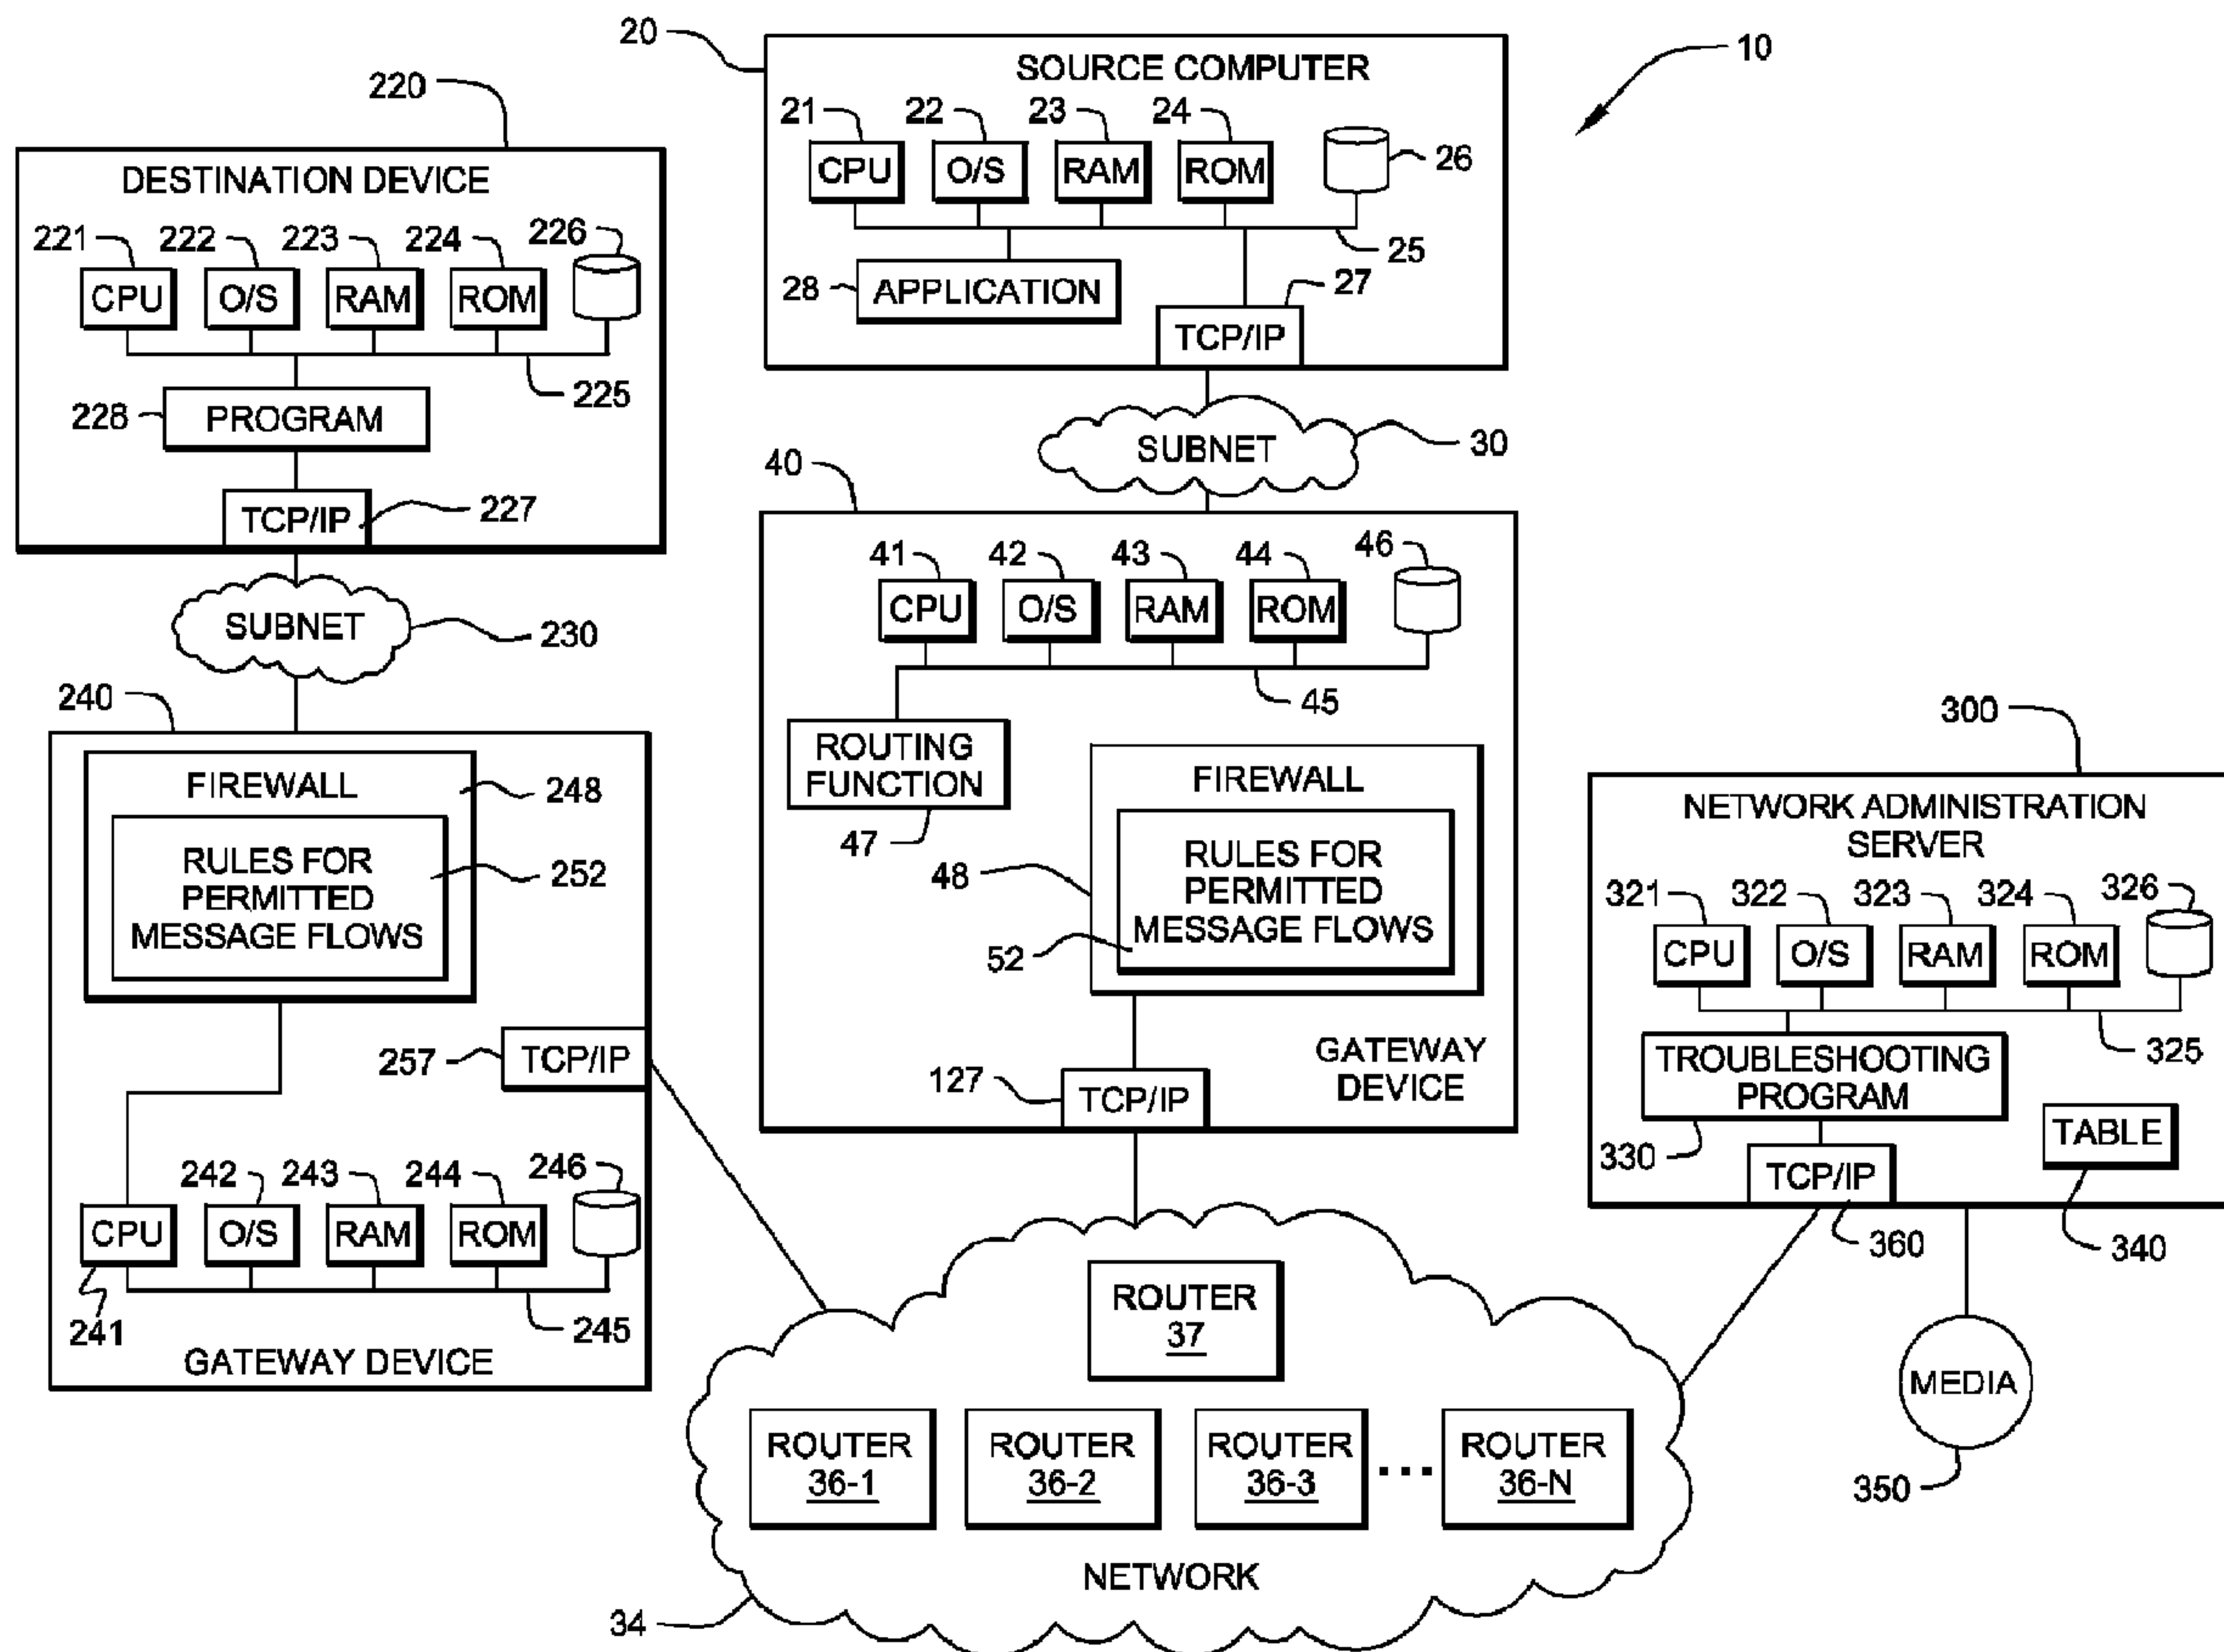 20
SOURCE COMPUTER
10
21
22
23
24
CPU
O/S
RAM
ROM
26
25
28
APPLICATION
27
TCP/IP
220
DESTINATION DEVICE
221
222
223
224
226
CPU
O/S
RAM
ROM
225
228
PROGRAM
TCP/IP
227
SUBNET
30
SUBNET
230
40
41
42
43
44
46
CPU
O/S
RAM
ROM
45
ROUTING
FUNCTION
47
FIREWALL
48
RULES FOR
PERMITTED
MESSAGE FLOWS
52
GATEWAY
DEVICE
127
TCP/IP
240
FIREWALL
248
RULES FOR
PERMITTED
MESSAGE FLOWS
252
257
TCP/IP
242
243
244
246
CPU
O/S
RAM
ROM
241
245
GATEWAY DEVICE
300
NETWORK ADMINISTRATION
SERVER
321
322
323
324
326
CPU
O/S
RAM
ROM
325
TROUBLESHOOTING
PROGRAM
330
TABLE
TCP/IP
360
340
MEDIA
350
ROUTER
37
ROUTER
36-1
ROUTER
36-2
ROUTER
36-3
...
ROUTER
36-N
NETWORK
34